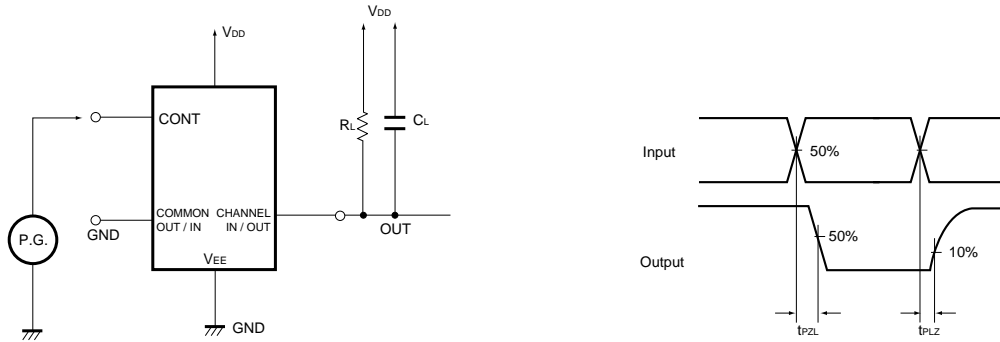 VDD
VDD
CONT
RL
CL
COMMON
OUT / IN
CHANNEL
IN / OUT
OUT
GND
P.G.
VEE
GND
Input
50%
Output
50%
10%
tPZL
tPLZ